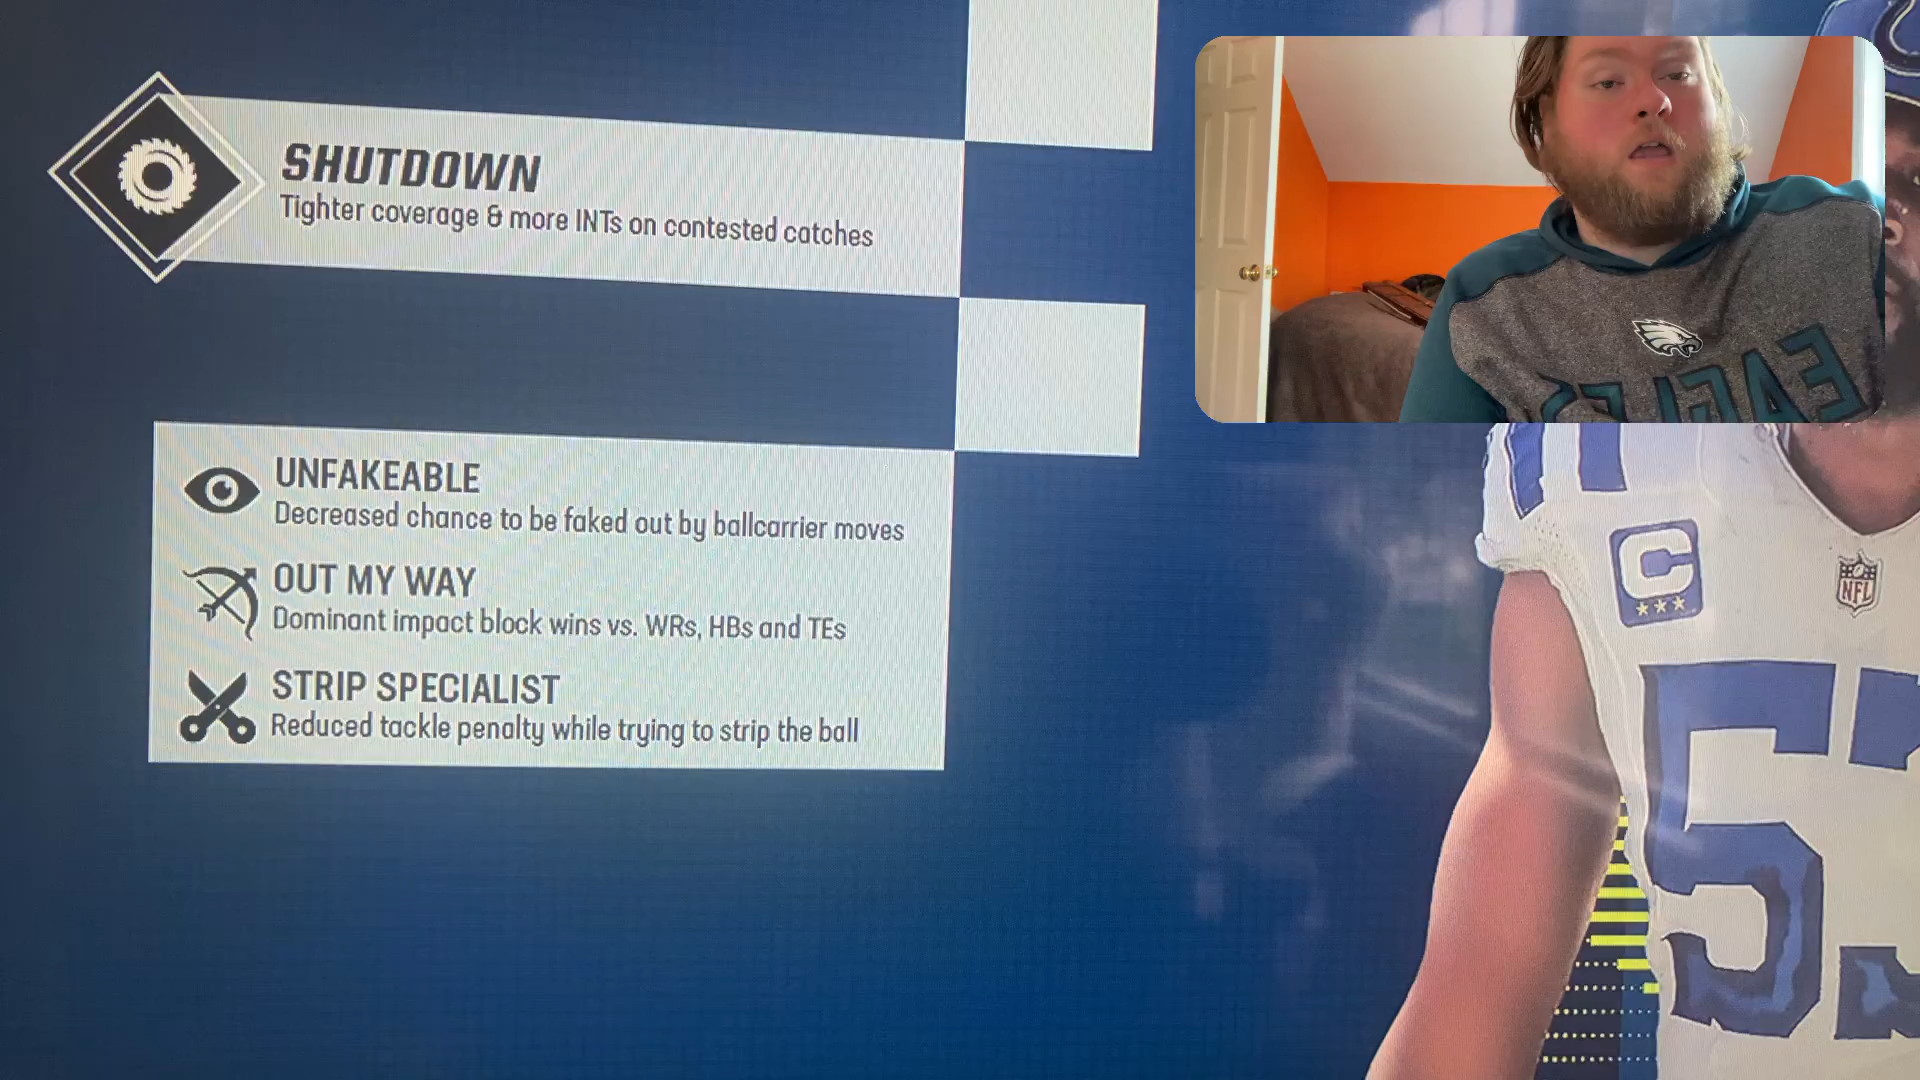 SHUTDOWN
Tighter coverage & more INTs on contested catches
UNFAKEABLE
Decreased chance to be faked out by ballcarrier moves
OUT MY WAY
Dominant impact block wins vs. WRs, HBs and TEs
STRIP SPECIALIST
Reduced tackle penalty while trying to strip the ball
EAGLES
C
NFL
53